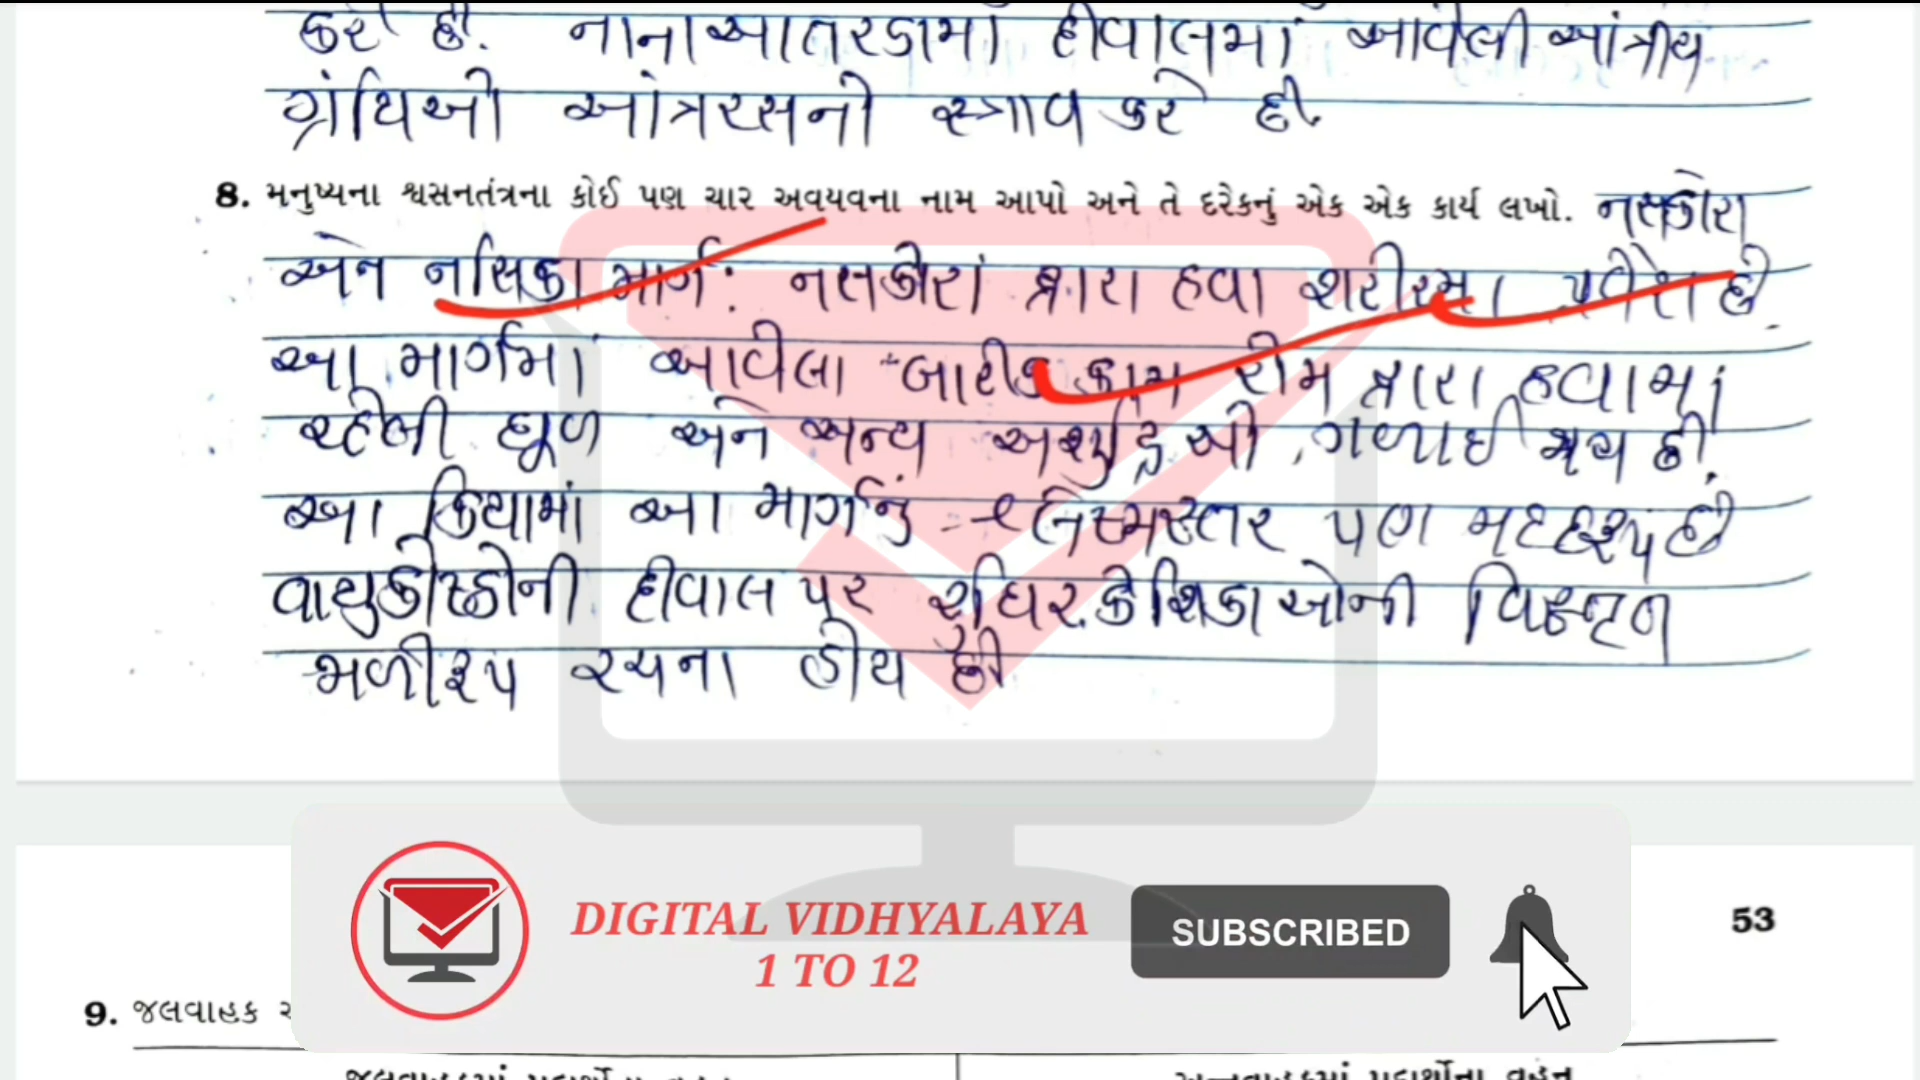 કરે છે. નાના આંતરડામાં દીવાલમાં આવેલી આંત્રીય
ગ્રંથિઓ આંત્રરસનો સ્ત્રાવ કરે છે.
8. મનુષ્યના શ્વસનતંત્રના કોઈ પણ ચાર અવયવના નામ આપો અને તે દરેકનું એક એક કાર્ય લખો. નસકોરા
અને નાસિકા માર્ગ: નસકોરાં દ્વારા હવા શરીરમાં પ્રવેશે છે.
આ માર્ગમાં આવેલા બારીક રોમ દ્વારા હવામાં
રહેલી ધૂળ અને અન્ય અશુદ્ધિઓ ગળાઈ જાય છે.
આ ક્રિયામાં આ માર્ગનું શ્લેષ્મસ્તર પણ મદદરૂપ છે
વાયુકોષ્ઠોની દીવાલ પર રુધિરકેશિકાઓની વિસ્તૃત
જાળીરૂપ રચના હોય છે
DIGITAL VIDHYALAYA
1 TO 12
SUBSCRIBED
53
9. જલવાહક